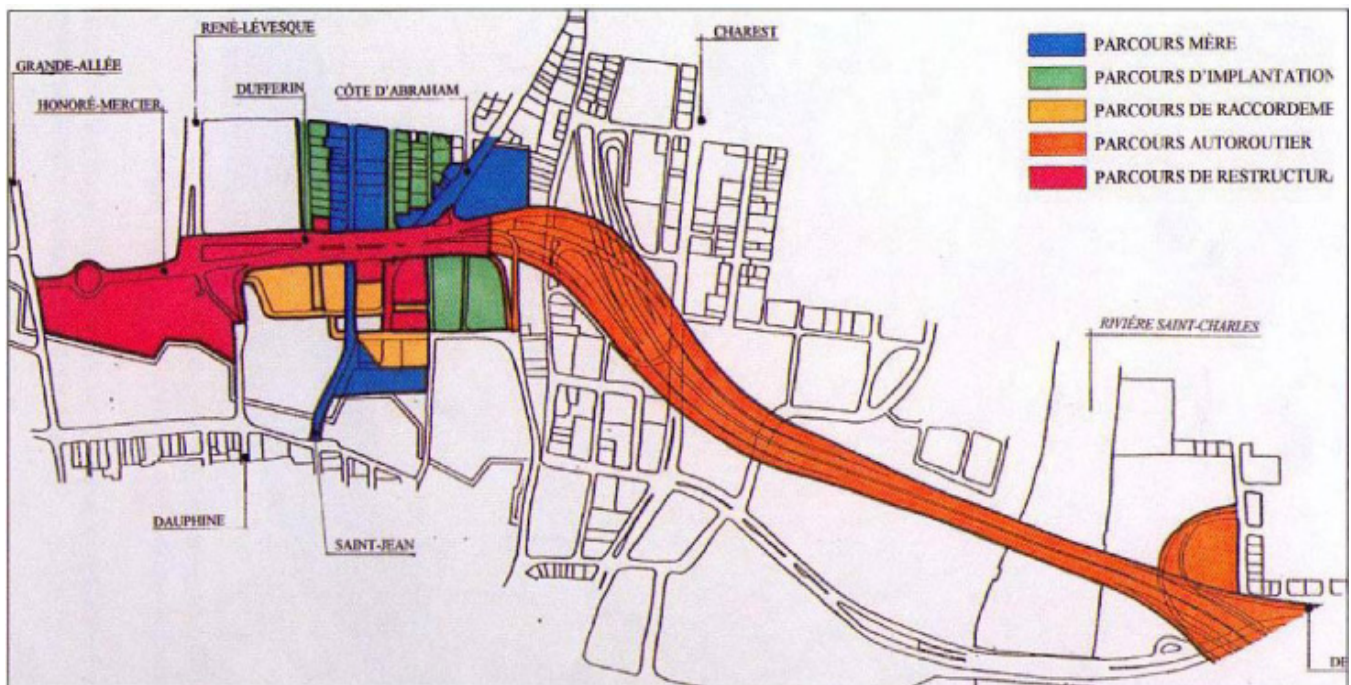 RENÉ-LÉVESQUE
CHAREST
GRANDE-ALLÉE
HONORÉ-MERCIER
DUFFERIN
CÔTE D'ABRAHAM
PARCOURS MÈRE
PARCOURS D'IMPLANTATION
PARCOURS DE RACCORDEME
PARCOURS AUTOROUTIER
PARCOURS DE RESTRUCTUR
RIVIÈRE SAINT-CHARLES
DAUPHINE
SAINT-JEAN
DE